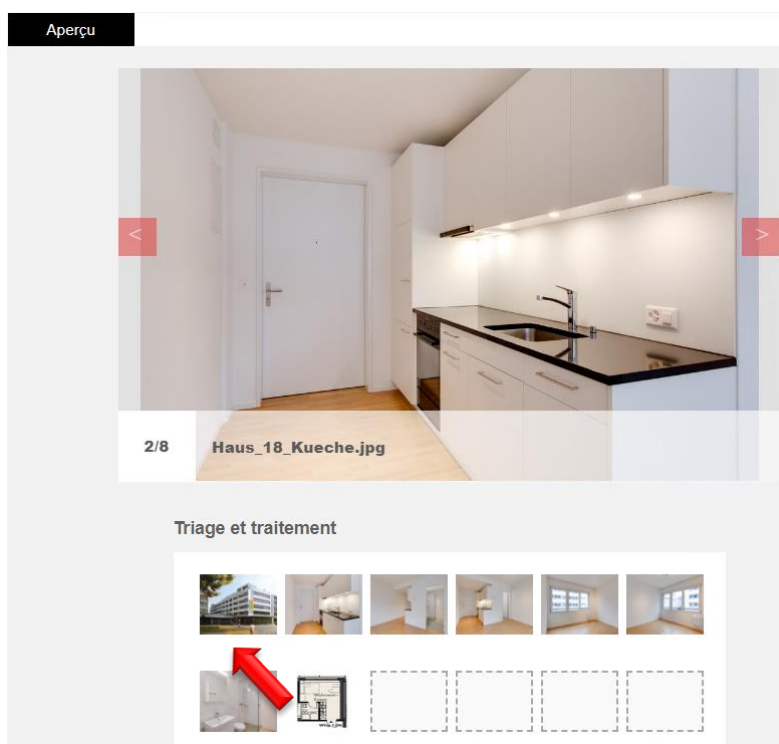 Aperçu
<
>
2/8
Haus_18_Kueche.jpg
Triage et traitement